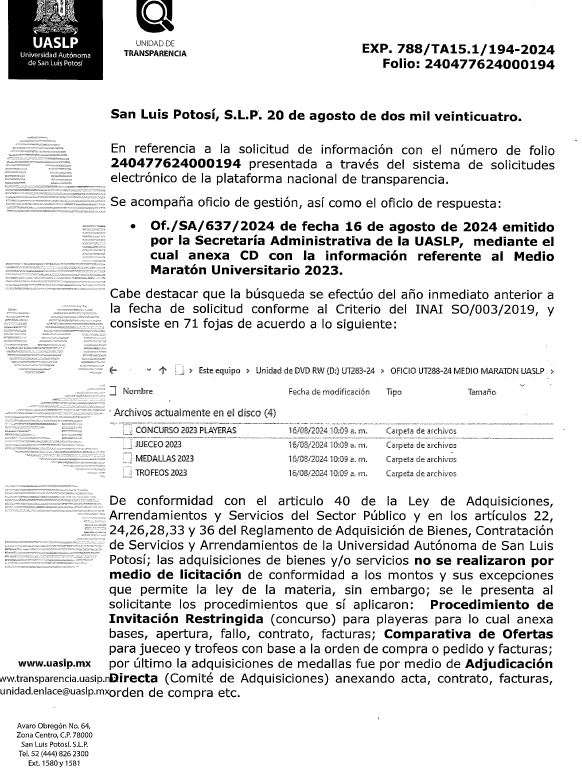 UASLP
Universidad Autónoma
de San Luis Potosí
UNIDAD DE
TRANSPARENCIA
EXP. 788/TA15.1/194-2024
Folio: 240477624000194
San Luis Potosí, S.L.P. 20 de agosto de dos mil veinticuatro.
En referencia a la solicitud de información con el número de folio
240477624000194 presentada a través del sistema de solicitudes
electrónico de la plataforma nacional de transparencia.
Se acompaña oficio de gestión, así como el oficio de respuesta:
• Of./SA/637/2024 de fecha 16 de agosto de 2024 emitido
por la Secretaría Administrativa de la UASLP, mediante el
cual anexa CD con la información referente al Medio
Maratón Universitario 2023.
Cabe destacar que la búsqueda se efectúo del año inmediato anterior a
la fecha de solicitud conforme al Criterio del INAI SO/003/2019, y
consiste en 71 fojas de acuerdo a lo siguiente:
← → ↑ > Este equipo > Unidad de DVD RW (D:) UT283-24 > OFICIO UT288-24 MEDIO MARATON UASLP >
Nombre Fecha de modificación Tipo Tamaño
Archivos actualmente en el disco (4)
CONCURSO 2023 PLAYERAS 16/08/2024 10:09 a. m. Carpeta de archivos
JUECEO 2023 16/08/2024 10:09 a. m. Carpeta de archivos
MEDALLAS 2023 16/08/2024 10:09 a. m. Carpeta de archivos
TROFEOS 2023 16/08/2024 10:09 a. m. Carpeta de archivos
De conformidad con el articulo 40 de la Ley de Adquisiciones,
Arrendamientos y Servicios del Sector Público y en los artículos 22,
24,26,28,33 y 36 del Reglamento de Adquisición de Bienes, Contratación
de Servicios y Arrendamientos de la Universidad Autónoma de San Luis
Potosí; las adquisiciones de bienes y/o servicios no se realizaron por
medio de licitación de conformidad a los montos y sus excepciones
que permite la ley de la materia, sin embargo; se le presenta al
solicitante los procedimientos que sí aplicaron: Procedimiento de
Invitación Restringida (concurso) para playeras para lo cual anexa
bases, apertura, fallo, contrato, facturas; Comparativa de Ofertas
para jueceo y trofeos con base a la orden de compra o pedido y facturas;
por último la adquisiciones de medallas fue por medio de Adjudicación
Directa (Comité de Adquisiciones) anexando acta, contrato, facturas,
orden de compra etc.
www.uaslp.mx
ww.transparencia.uaslp.m
unidad.enlace@uaslp.mx
Avaro Obregón No. 64,
Zona Centro, C.P. 78000
San Luis Potosí. S.L.P.
Tel. 52 (444) 826 2300
Ext. 1580 y 1581